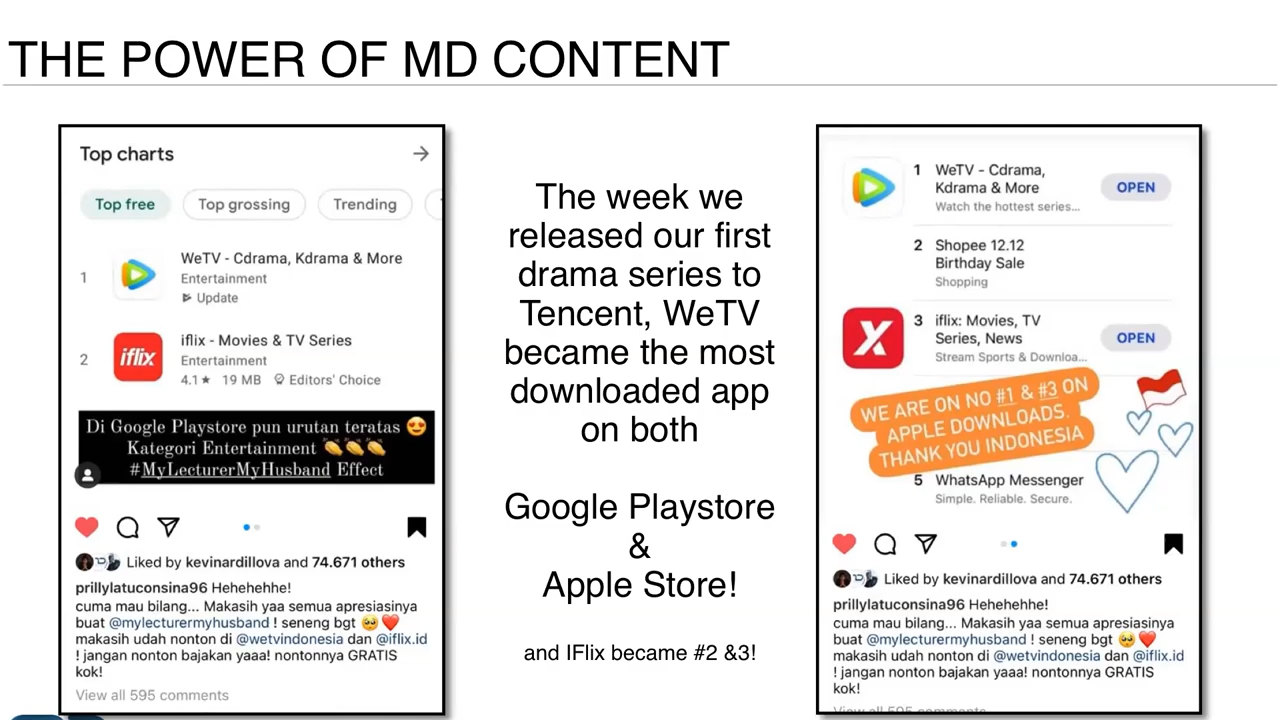 THE POWER OF MD CONTENT
Top charts
Top free
Top grossing
Trending
1
WeTV - Cdrama, Kdrama & More
Entertainment
Update
2
iflix
iflix - Movies & TV Series
Entertainment
4.1★ 19 MB Editors' Choice
Di Google Playstore pun urutan teratas 😍
Kategori Entertainment 👏👏👏
#MyLecturerMyHusband Effect
Liked by kevinardillova and 74.671 others
prillylatuconsina96 Hehehehhe!
cuma mau bilang... Makasih yaa semua apresiasinya
buat @mylecturermyhusband ! seneng bgt 🥺❤️
makasih udah nonton di @wetvindonesia dan @iflix.id
! jangan nonton bajakan yaaa! nontonnya GRATIS
kok!
View all 595 comments
The week we
released our first
drama series to
Tencent, WeTV
became the most
downloaded app
on both
Google Playstore
&
Apple Store!
and IFlix became #2 &3!
1 WeTV - Cdrama,
Kdrama & More
Watch the hottest series...
OPEN
2 Shopee 12.12
Birthday Sale
Shopping
3 iflix: Movies, TV
Series, News
Stream Sports & Downloa...
OPEN
WE ARE ON NO #1 & #3 ON
APPLE DOWNLOADS.
THANK YOU INDONESIA
5 WhatsApp Messenger
Simple. Reliable. Secure.
Liked by kevinardillova and 74.671 others
prillylatuconsina96 Hehehehhe!
cuma mau bilang... Makasih yaa semua apresiasinya
buat @mylecturermyhusband ! seneng bgt 🥺❤️
makasih udah nonton di @wetvindonesia dan @iflix.id
! jangan nonton bajakan yaaa! nontonnya GRATIS
kok!
View all 595 comments